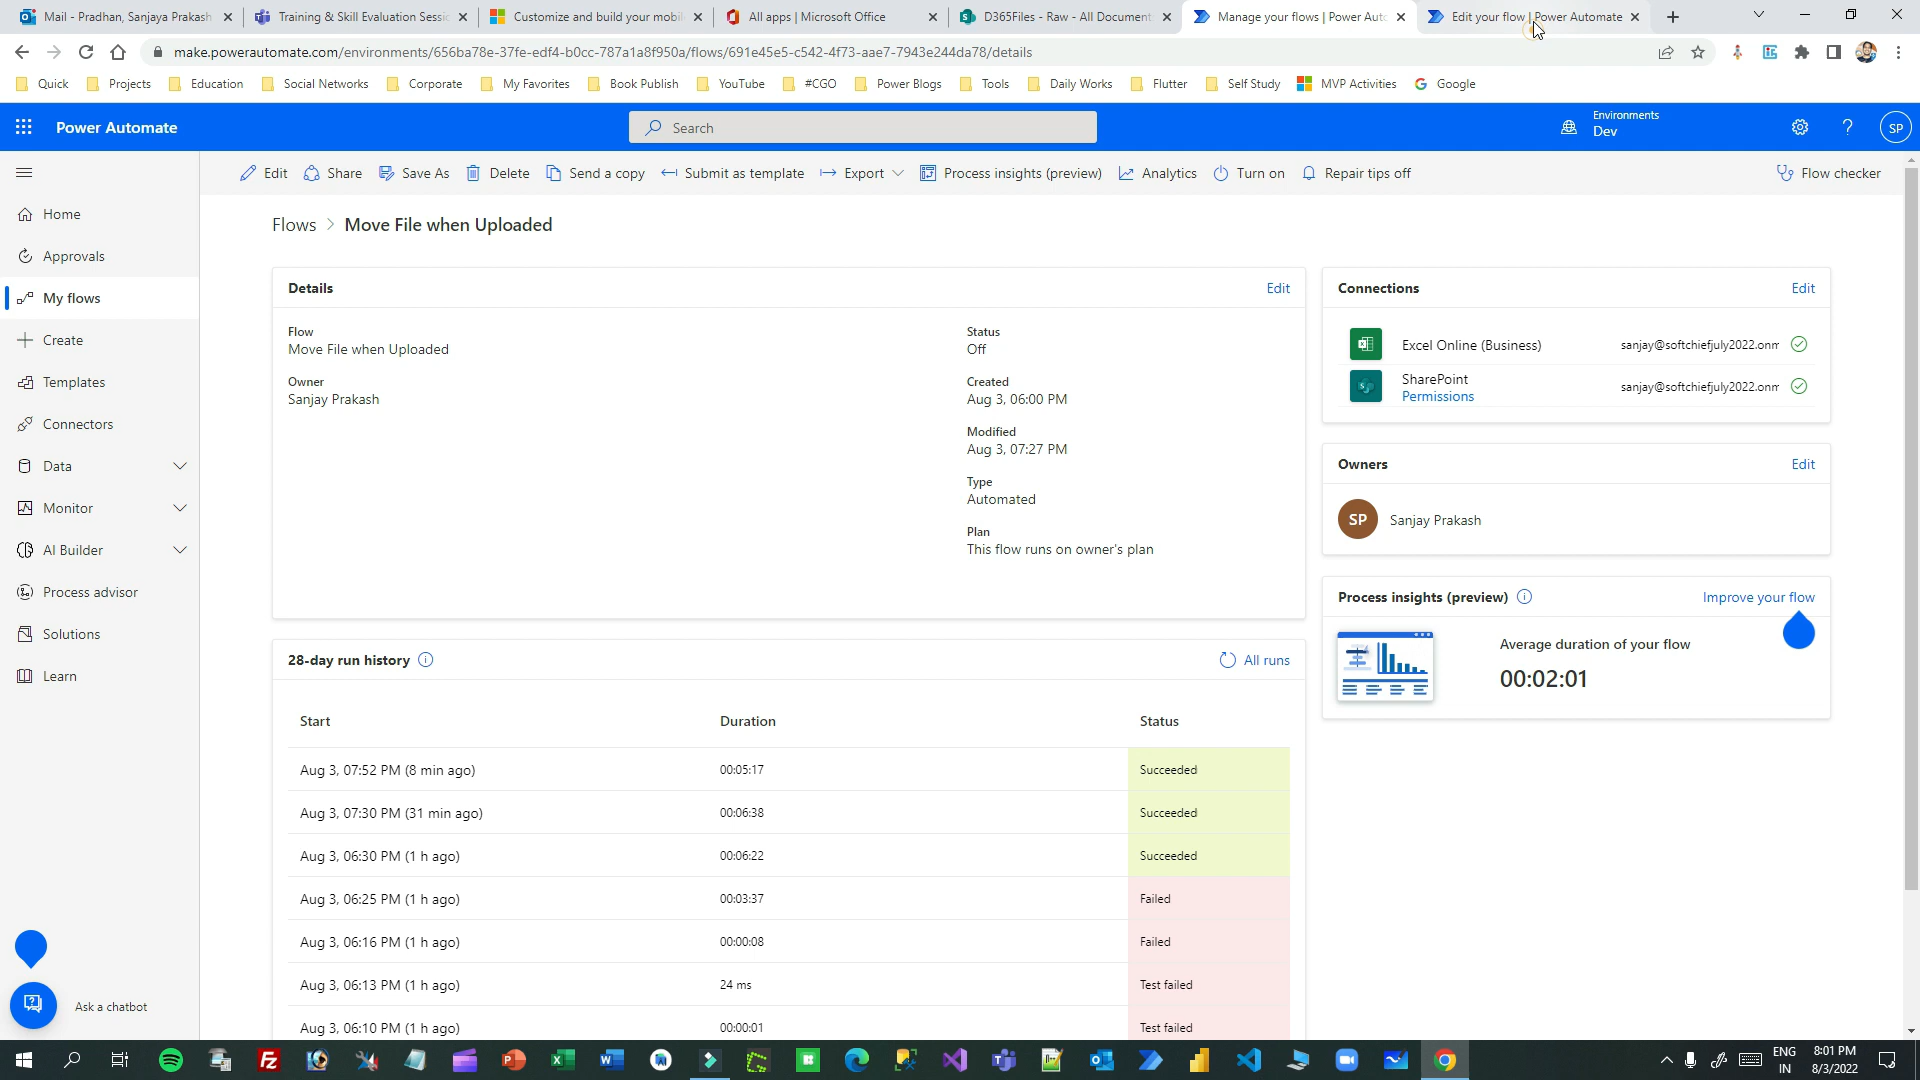 Mail - Pradhan, Sanjaya Prakash
Training & Skill Evaluation Sessio
Customize and build your mobil
All apps | Microsoft Office
D365Files - Raw - All Document
Manage your flows | Power Auto
Edit your flow | Power Automate
make.powerautomate.com/environments/656ba78e-37fe-edf4-b0cc-787a1a8f950a/flows/691e45e5-c542-4f73-aae7-7943e244da78/details
Quick
Projects
Education
Social Networks
Corporate
My Favorites
Book Publish
YouTube
#CGO
Power Blogs
Tools
Daily Works
Flutter
Self Study
MVP Activities
Google
Power Automate
Search
Environments
Dev
SP
Edit
Share
Save As
Delete
Send a copy
Submit as template
Export
Process insights (preview)
Analytics
Turn on
Repair tips off
Flow checker
Home
Approvals
My flows
Create
Templates
Connectors
Data
Monitor
AI Builder
Process advisor
Solutions
Learn
Ask a chatbot
Flows > Move File when Uploaded
Details
Edit
Flow
Move File when Uploaded
Owner
Sanjay Prakash
Status
Off
Created
Aug 3, 06:00 PM
Modified
Aug 3, 07:27 PM
Type
Automated
Plan
This flow runs on owner's plan
28-day run history
All runs
Start Duration Status
Aug 3, 07:52 PM (8 min ago) 00:05:17 Succeeded
Aug 3, 07:30 PM (31 min ago) 00:06:38 Succeeded
Aug 3, 06:30 PM (1 h ago) 00:06:22 Succeeded
Aug 3, 06:25 PM (1 h ago) 00:03:37 Failed
Aug 3, 06:16 PM (1 h ago) 00:00:08 Failed
Aug 3, 06:13 PM (1 h ago) 24 ms Test failed
Aug 3, 06:10 PM (1 h ago) 00:00:01 Test failed
Connections
Edit
Excel Online (Business) sanjay@softchiefjuly2022.onm
SharePoint sanjay@softchiefjuly2022.onm
Permissions
Owners
Edit
SP
Sanjay Prakash
Process insights (preview)
Improve your flow
Average duration of your flow
00:02:01
ENG
IN
8:01 PM
8/3/2022